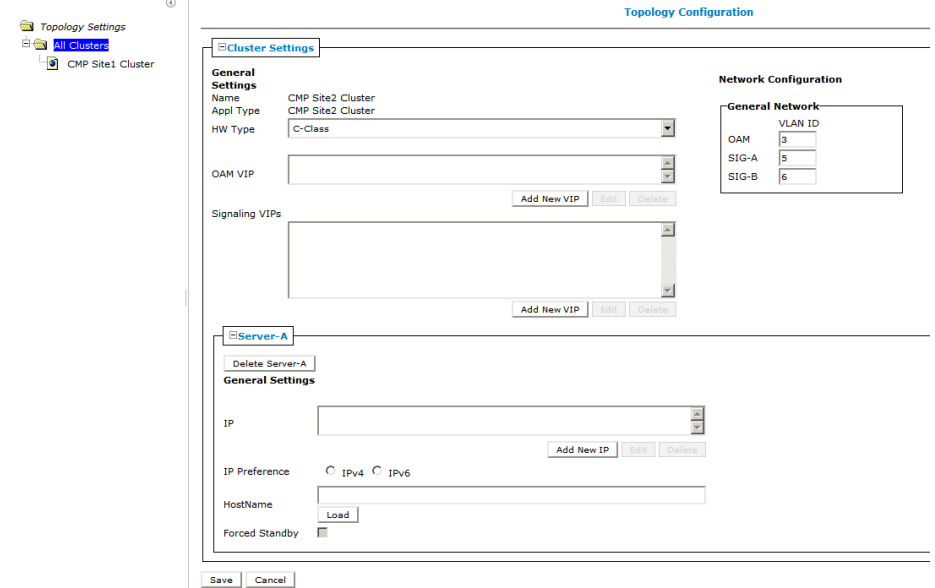 Topology Settings
All Clusters
CMP Site1 Cluster
Topology Configuration
Cluster Settings
General
Settings
Name CMP Site2 Cluster
Appl Type CMP Site2 Cluster
HW Type C-Class
OAM VIP
Add New VIP Edit Delete
Signaling VIPs
Add New VIP Edit Delete
Network Configuration
General Network
VLAN ID
OAM 3
SIG-A 5
SIG-B 6
Server-A
Delete Server-A
General Settings
IP
Add New IP Edit Delete
IP Preference IPv4 IPv6
HostName
Load
Forced Standby
Save Cancel